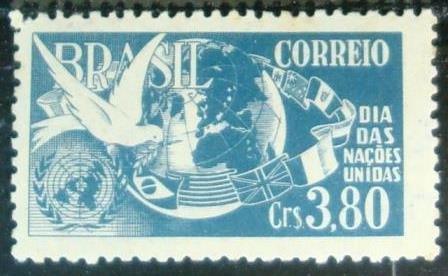 BRASIL CORREIO
DIA
DAS
NAÇÕES
UNIDAS
Cr.$.3,80